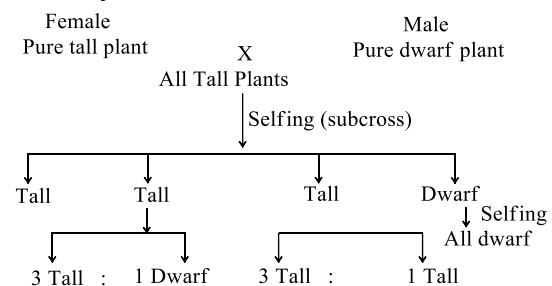 Female
Pure tall plant
Male
Pure dwarf plant
X
All Tall Plants
Selfing (subcross)
Tall
Tall
Tall
Dwarf
Selfing
All dwarf
3 Tall : 1 Dwarf
3 Tall : 1 Tall